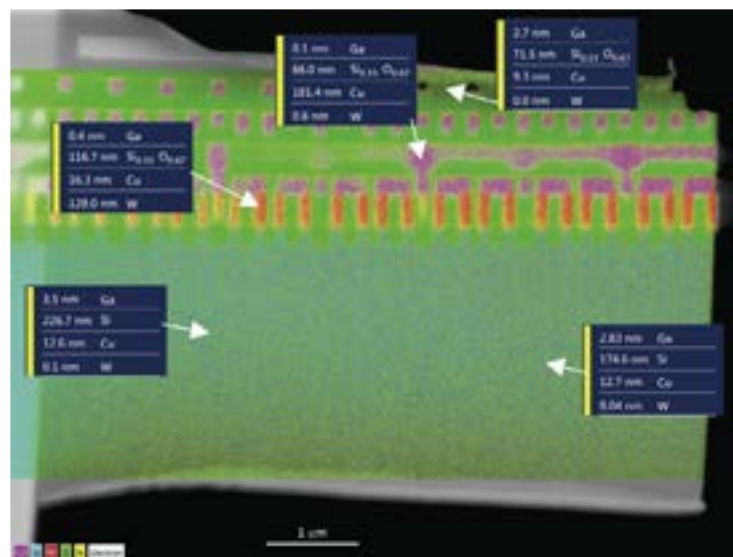 0.1 nm Ga
66.0 nm Si0.33 O0.67
181.4 nm Cu
0.6 nm W
2.7 nm Ga
71.5 nm Si0.33 O0.67
9.3 nm Cu
0.0 nm W
0.4 nm Ga
116.7 nm Si0.33 O0.67
16.3 nm Cu
129.0 nm W
3.5 nm Ga
226.7 nm Si
12.6 nm Cu
0.1 nm W
2.83 nm Ga
174.6 nm Si
12.7 nm Cu
0.04 nm W
1 um